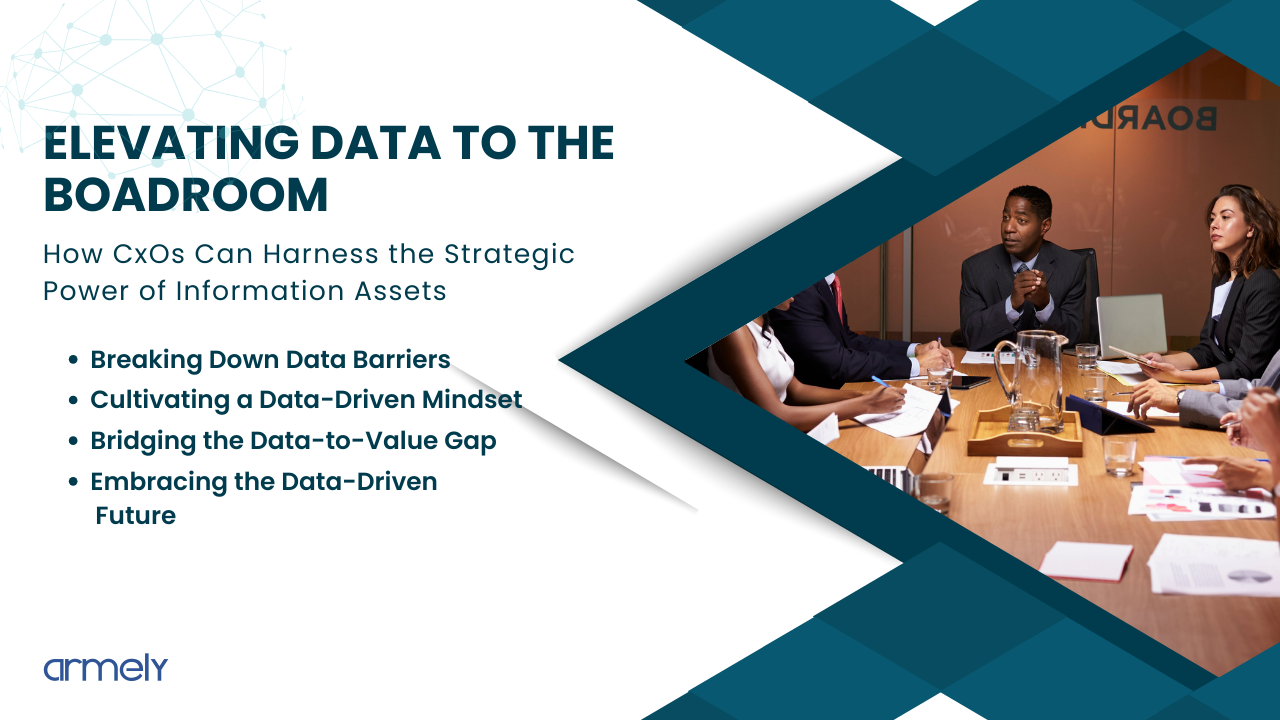 ELEVATING DATA TO THE
BOADROOM
How CxOs Can Harness the Strategic
Power of Information Assets
• Breaking Down Data Barriers
• Cultivating a Data-Driven Mindset
• Bridging the Data-to-Value Gap
• Embracing the Data-Driven
Future
armely